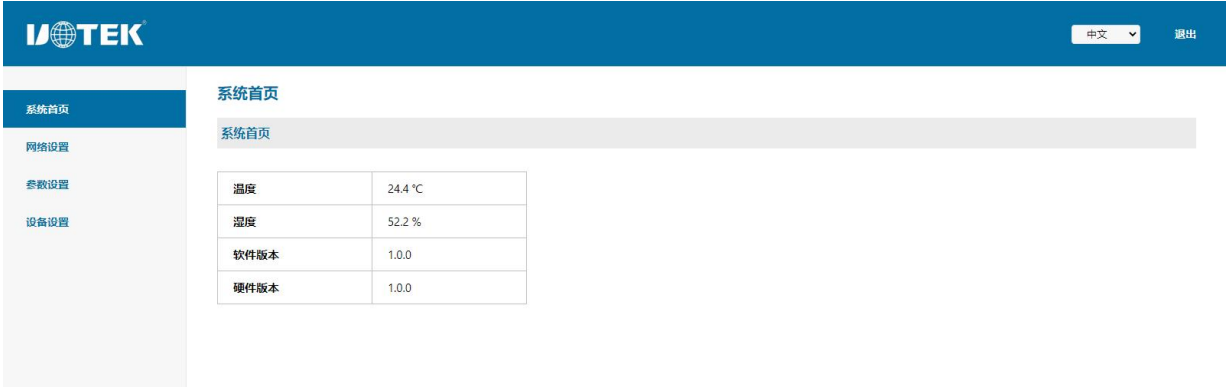 UTEK
中文
退出
系统首页
网络设置
参数设置
设备设置
系统首页
系统首页
温度 24.4 ℃
湿度 52.2 %
软件版本 1.0.0
硬件版本 1.0.0